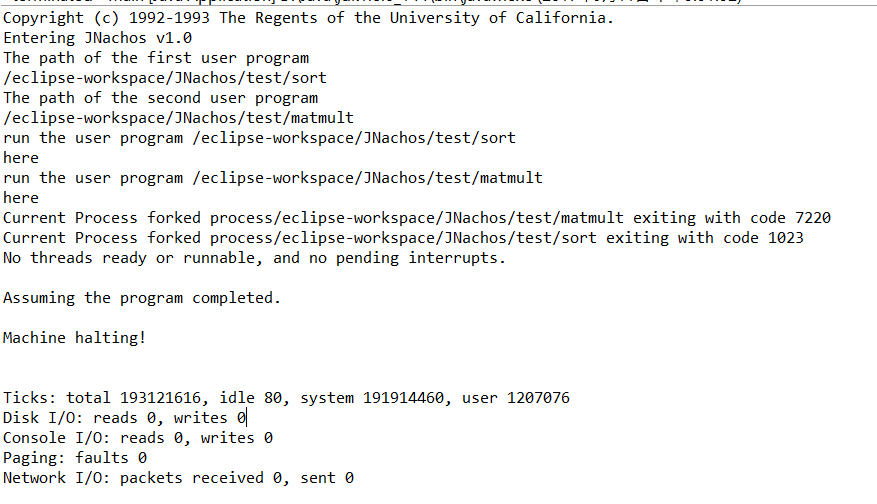 Copyright (c) 1992-1993 The Regents of the University of California.
Entering JNachos v1.0
The path of the first user program
/eclipse-workspace/JNachos/test/sort
The path of the second user program
/eclipse-workspace/JNachos/test/matmult
run the user program /eclipse-workspace/JNachos/test/sort
here
run the user program /eclipse-workspace/JNachos/test/matmult
here
Current Process forked process/eclipse-workspace/JNachos/test/matmult exiting with code 7220
Current Process forked process/eclipse-workspace/JNachos/test/sort exiting with code 1023
No threads ready or runnable, and no pending interrupts.
Assuming the program completed.
Machine halting!
Ticks: total 193121616, idle 80, system 191914460, user 1207076
Disk I/O: reads 0, writes 0
Console I/O: reads 0, writes 0
Paging: faults 0
Network I/O: packets received 0, sent 0